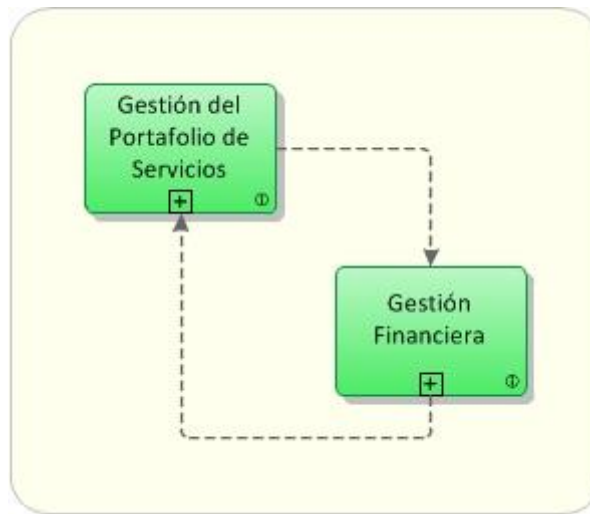 Gestión del
Portafolio de
Servicios
Gestión
Financiera